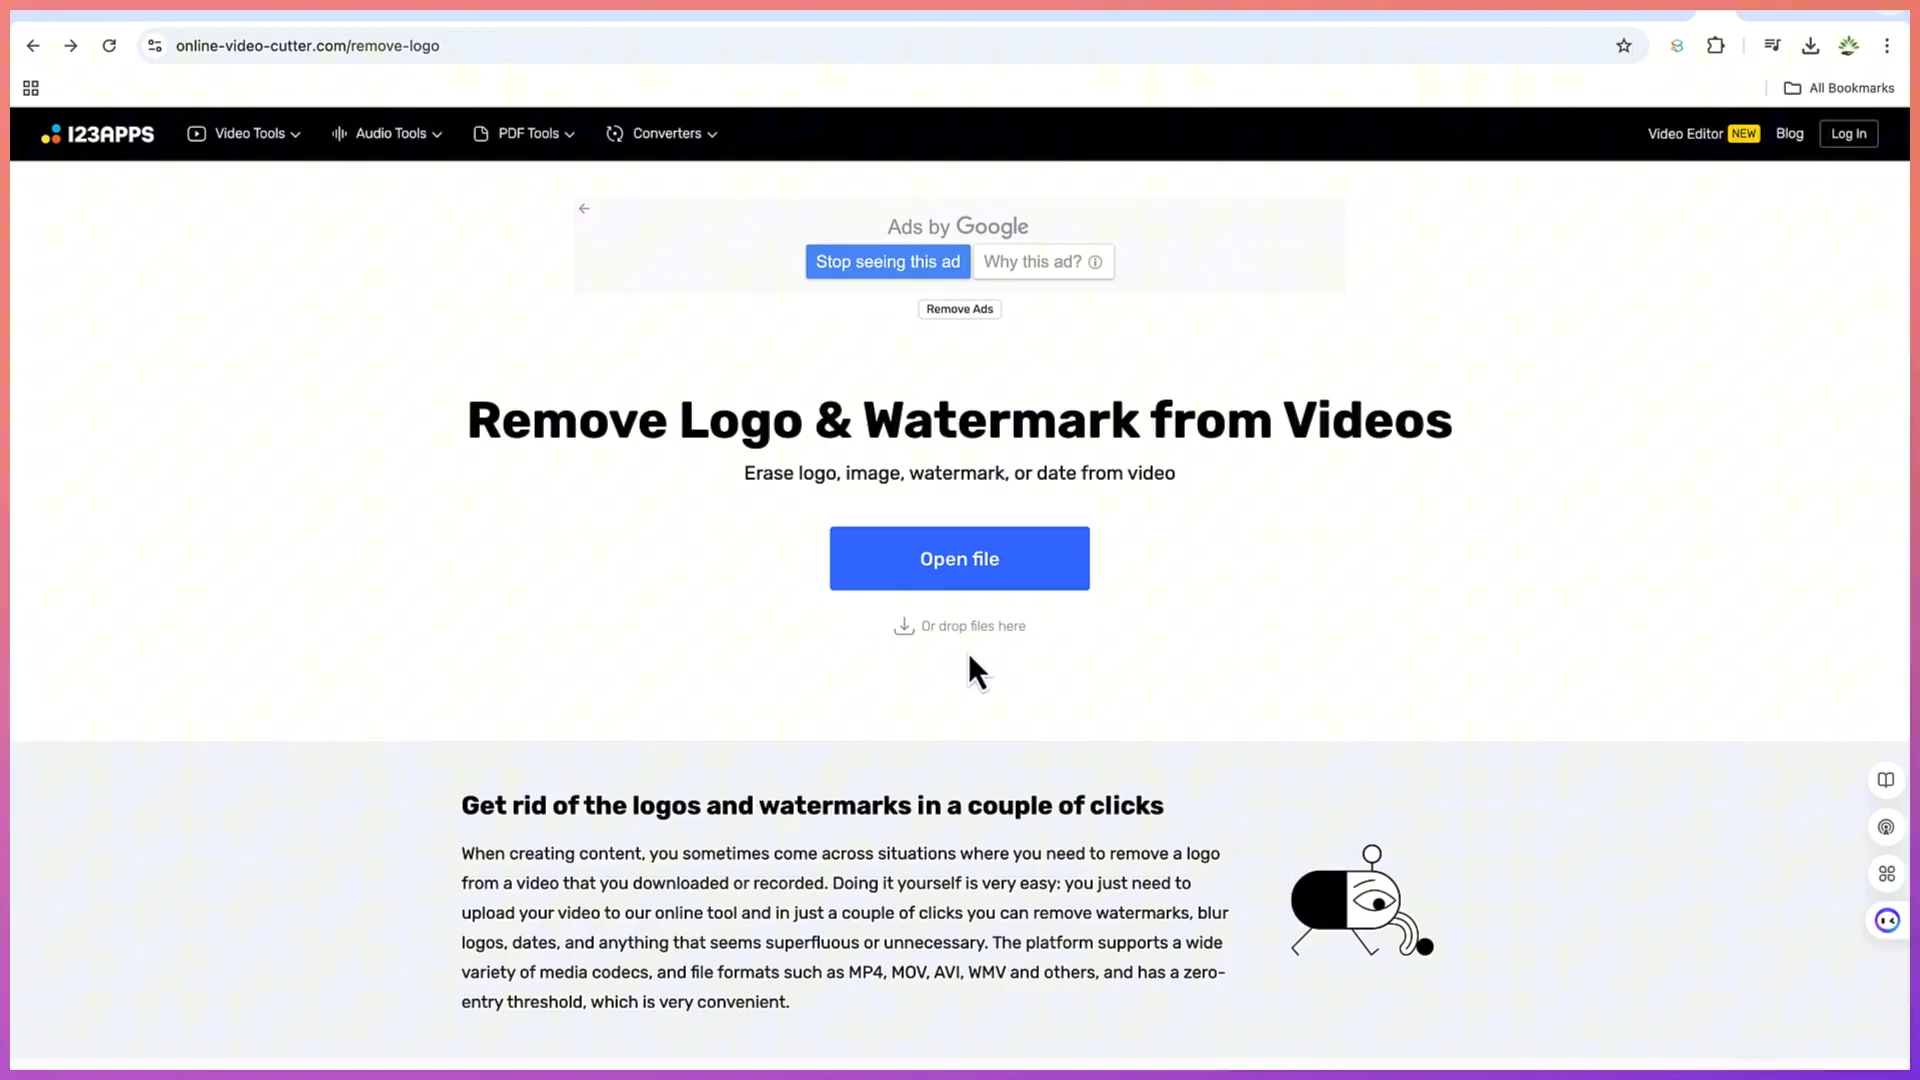 online-video-cutter.com/remove-logo
All Bookmarks
123APPS Video Tools Audio Tools PDF Tools Converters Video Editor NEW Blog Log In
Ads by Google
Stop seeing this ad Why this ad?
Remove Ads
Remove Logo & Watermark from Videos
Erase logo, image, watermark, or date from video
Open file
Or drop files here
Get rid of the logos and watermarks in a couple of clicks
When creating content, you sometimes come across situations where you need to remove a logo
from a video that you downloaded or recorded. Doing it yourself is very easy: you just need to
upload your video to our online tool and in just a couple of clicks you can remove watermarks, blur
logos, dates, and anything that seems superfluous or unnecessary. The platform supports a wide
variety of media codecs, and file formats such as MP4, MOV, AVI, WMV and others, and has a zero-
entry threshold, which is very convenient.